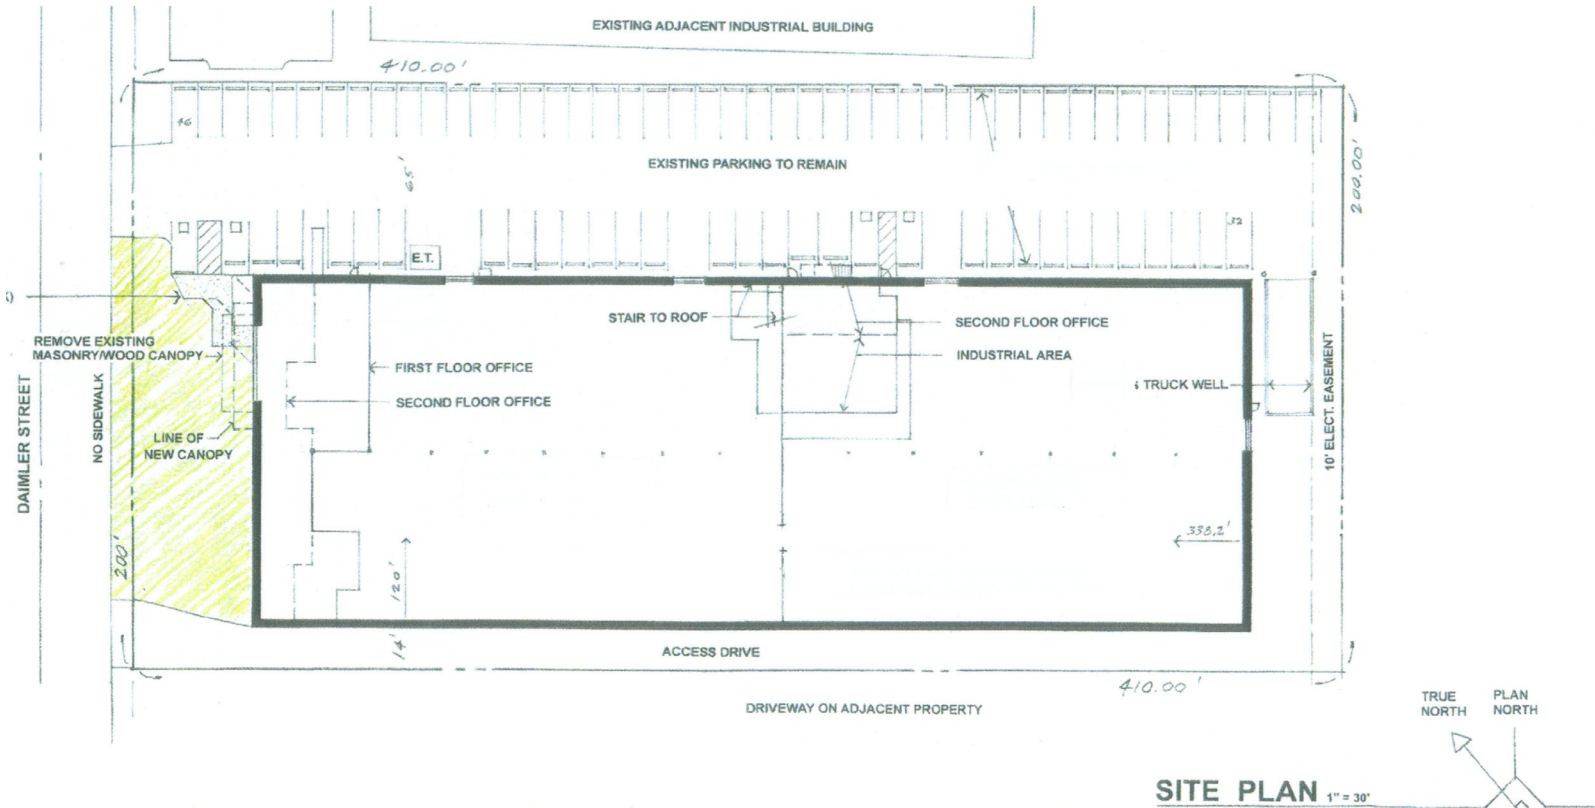 EXISTING ADJACENT INDUSTRIAL BUILDING
410.00'
46
EXISTING PARKING TO REMAIN
65'
200.00'
32
E.T.
STAIR TO ROOF
SECOND FLOOR OFFICE
REMOVE EXISTING
MASONRY/WOOD CANOPY
INDUSTRIAL AREA
FIRST FLOOR OFFICE
TRUCK WELL
SECOND FLOOR OFFICE
DAIMLER STREET
NO SIDEWALK
10' ELECT. EASEMENT
LINE OF
NEW CANOPY
338.2'
200'
120'
14'
ACCESS DRIVE
410.00'
DRIVEWAY ON ADJACENT PROPERTY
TRUE
NORTH
PLAN
NORTH
SITE PLAN 1" = 30'